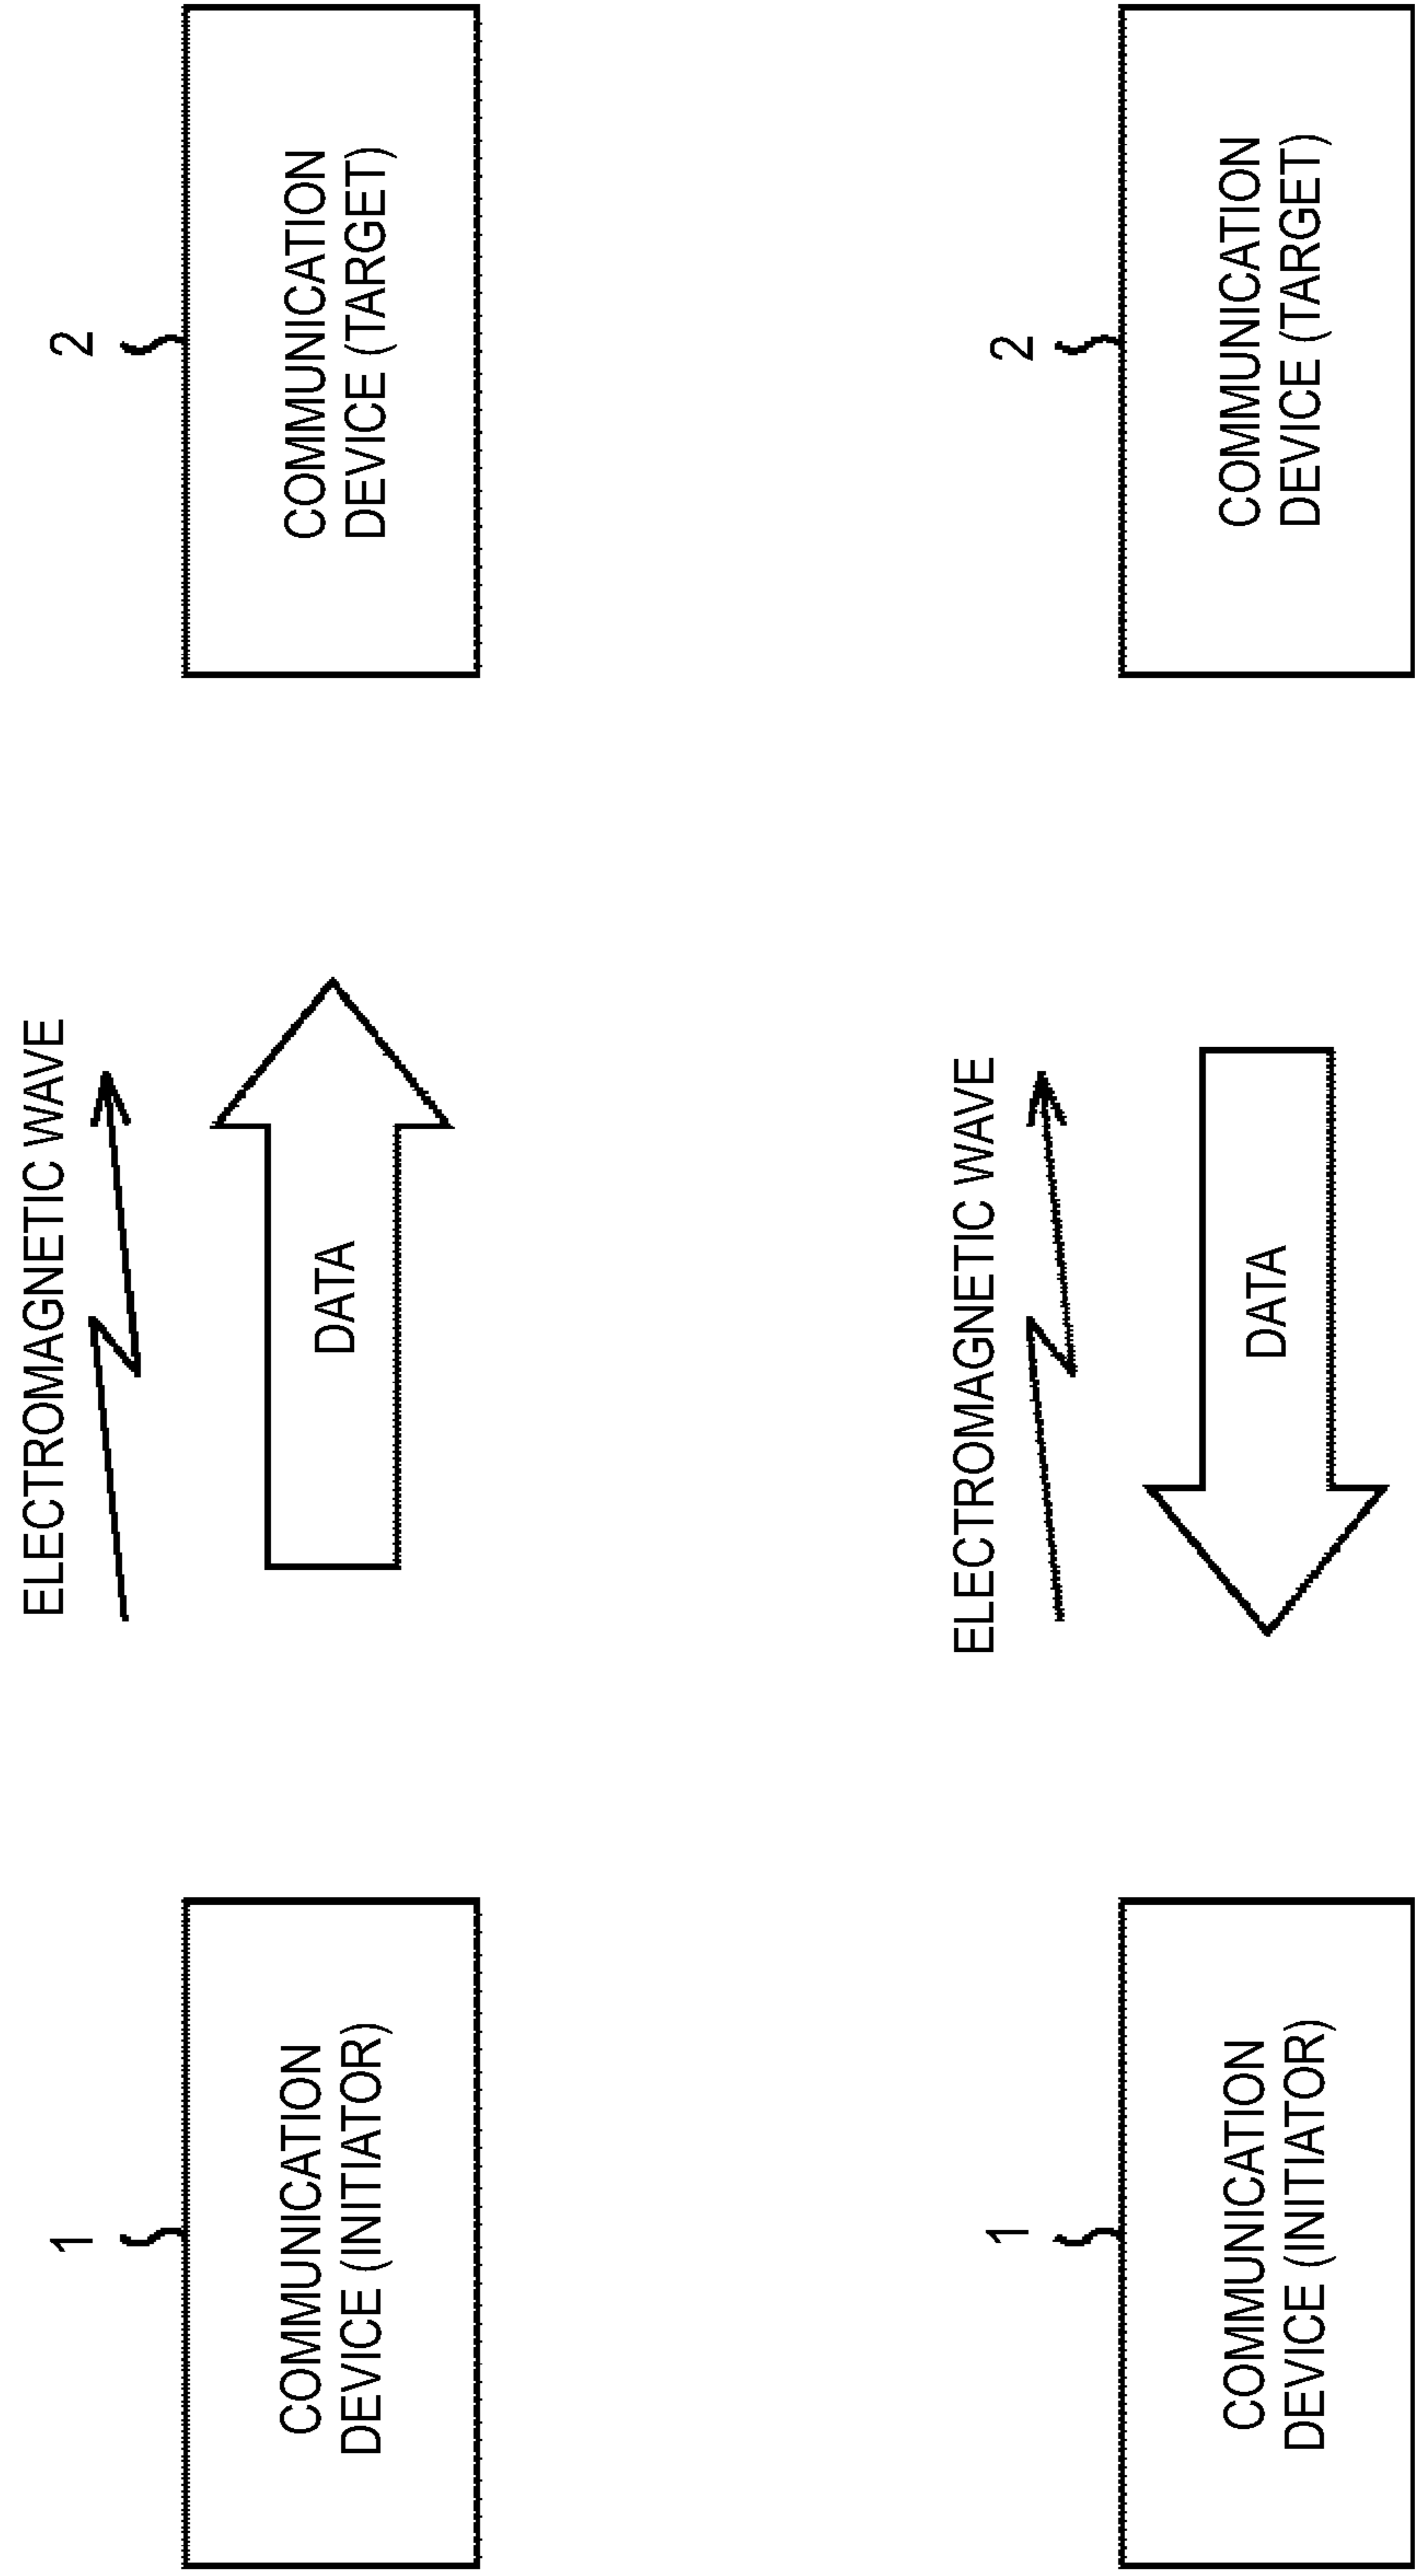 ELECTROMAGNETIC WAVE
1
2
COMMUNICATION
DEVICE (INITIATOR)
DATA
COMMUNICATION
DEVICE (TARGET)
ELECTROMAGNETIC WAVE
1
2
COMMUNICATION
DEVICE (INITIATOR)
DATA
COMMUNICATION
DEVICE (TARGET)